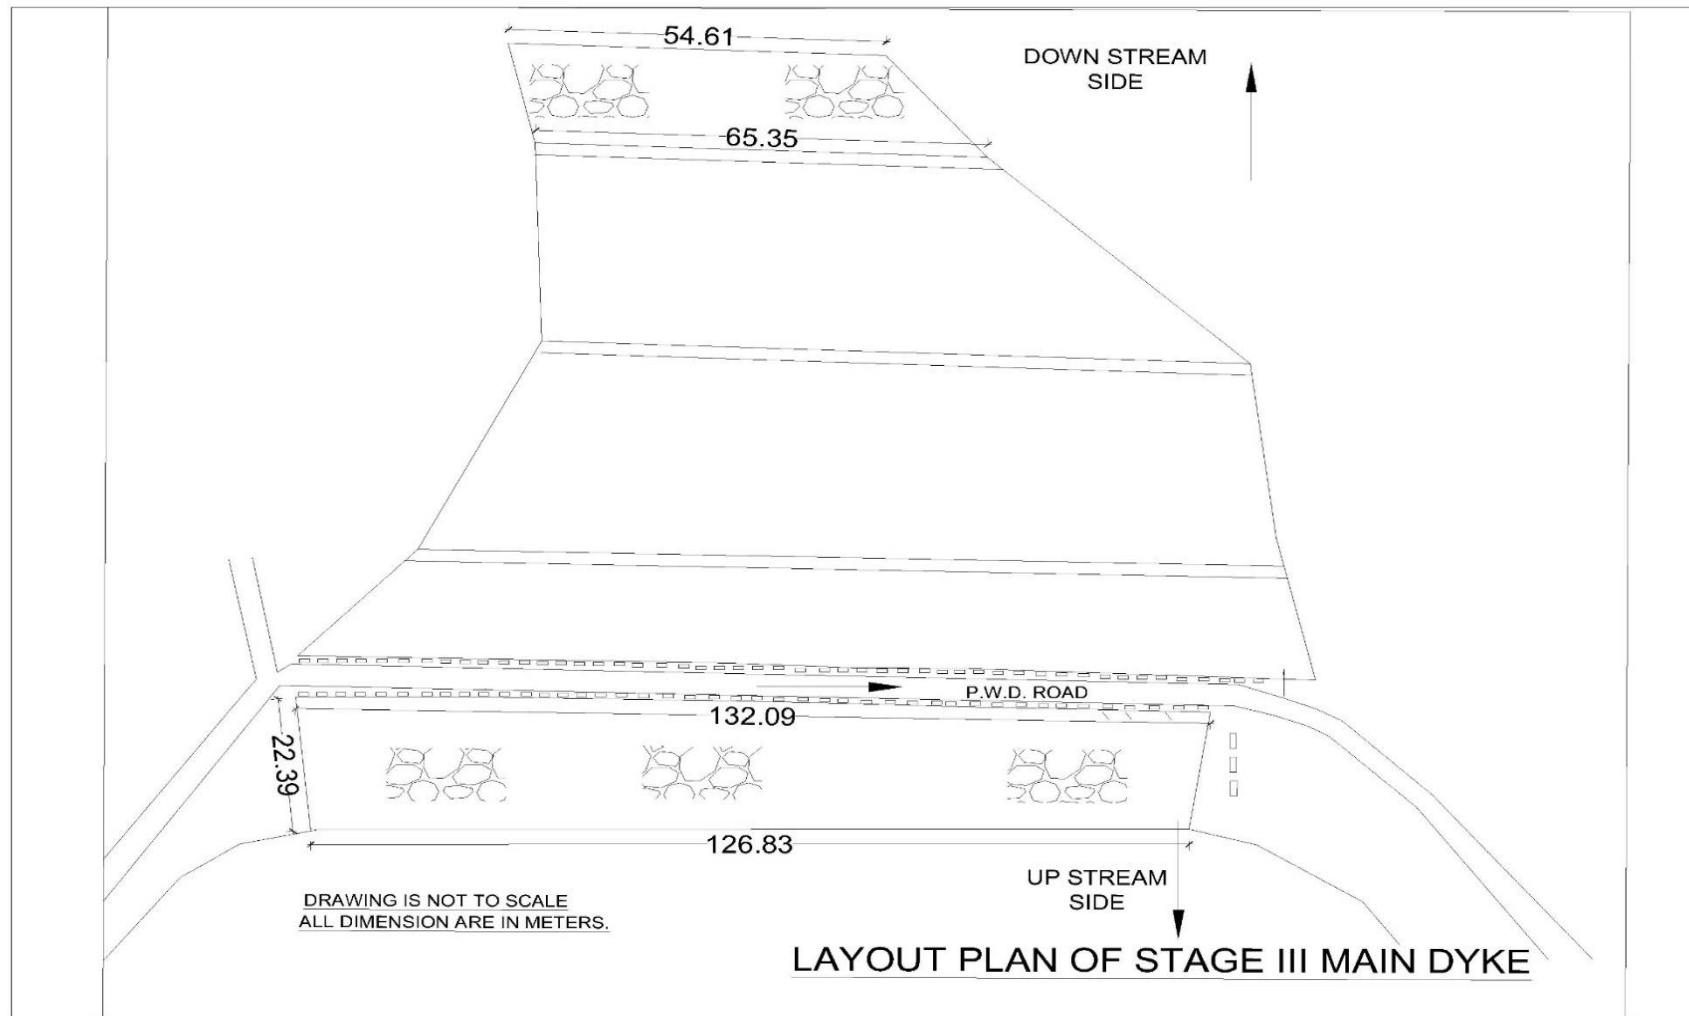 54.61
DOWN STREAM
SIDE
65.35
P.W.D. ROAD
132.09
22.39
126.83
UP STREAM
SIDE
DRAWING IS NOT TO SCALE
ALL DIMENSION ARE IN METERS.
LAYOUT PLAN OF STAGE III MAIN DYKE